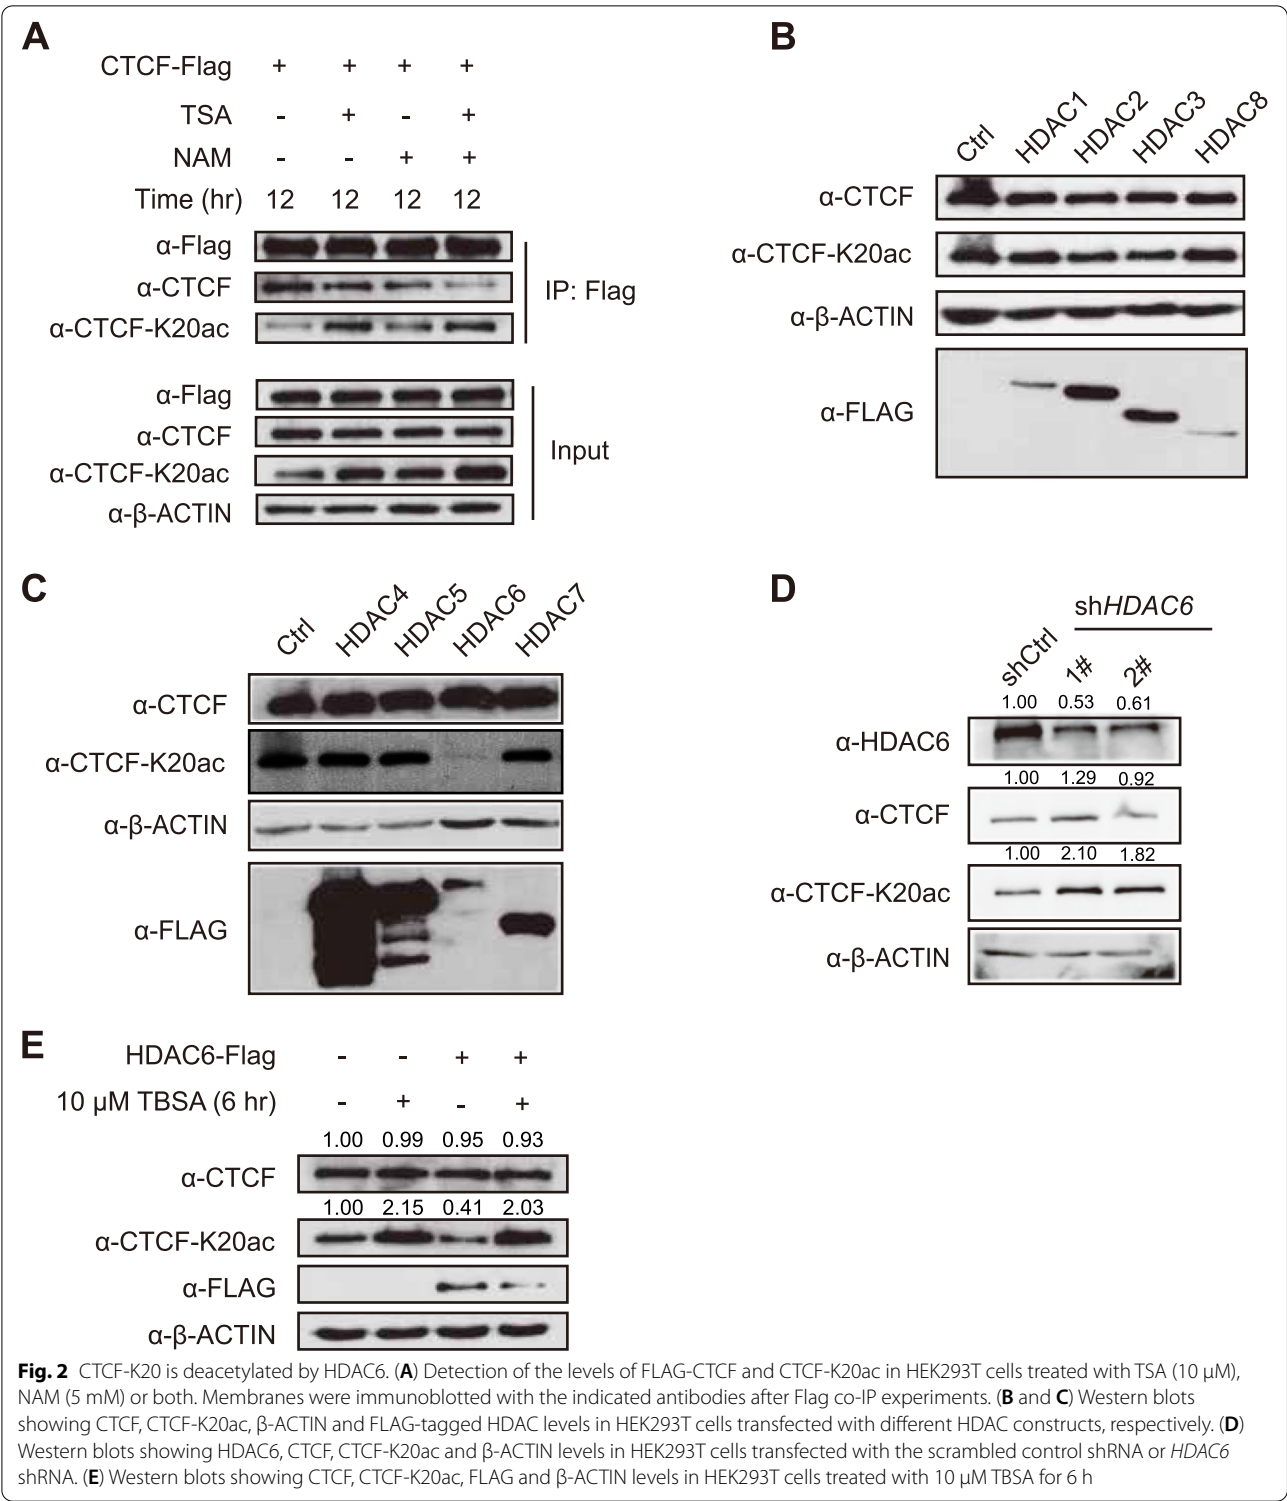 A
CTCF-Flag + + + +
TSA - + - +
NAM - - + +
Time (hr) 12 12 12 12
α-Flag
α-CTCF
α-CTCF-K20ac
IP: Flag
α-Flag
α-CTCF
α-CTCF-K20ac
α-β-ACTIN
Input
B
Ctrl HDAC1 HDAC2 HDAC3 HDAC8
α-CTCF
α-CTCF-K20ac
α-β-ACTIN
α-FLAG
C
Ctrl HDAC4 HDAC5 HDAC6 HDAC7
α-CTCF
α-CTCF-K20ac
α-β-ACTIN
α-FLAG
D
shHDAC6
shCtrl 1# 2#
1.00 0.53 0.61
α-HDAC6
1.00 1.29 0.92
α-CTCF
1.00 2.10 1.82
α-CTCF-K20ac
α-β-ACTIN
E
HDAC6-Flag - - + +
10 µM TBSA (6 hr) - + - +
1.00 0.99 0.95 0.93
α-CTCF
1.00 2.15 0.41 2.03
α-CTCF-K20ac
α-FLAG
α-β-ACTIN
Fig. 2 CTCF-K20 is deacetylated by HDAC6. (A) Detection of the levels of FLAG-CTCF and CTCF-K20ac in HEK293T cells treated with TSA (10 µM),
NAM (5 mM) or both. Membranes were immunoblotted with the indicated antibodies after Flag co-IP experiments. (B and C) Western blots
showing CTCF, CTCF-K20ac, β-ACTIN and FLAG-tagged HDAC levels in HEK293T cells transfected with different HDAC constructs, respectively. (D)
Western blots showing HDAC6, CTCF, CTCF-K20ac and β-ACTIN levels in HEK293T cells transfected with the scrambled control shRNA or HDAC6
shRNA. (E) Western blots showing CTCF, CTCF-K20ac, FLAG and β-ACTIN levels in HEK293T cells treated with 10 µM TBSA for 6 h